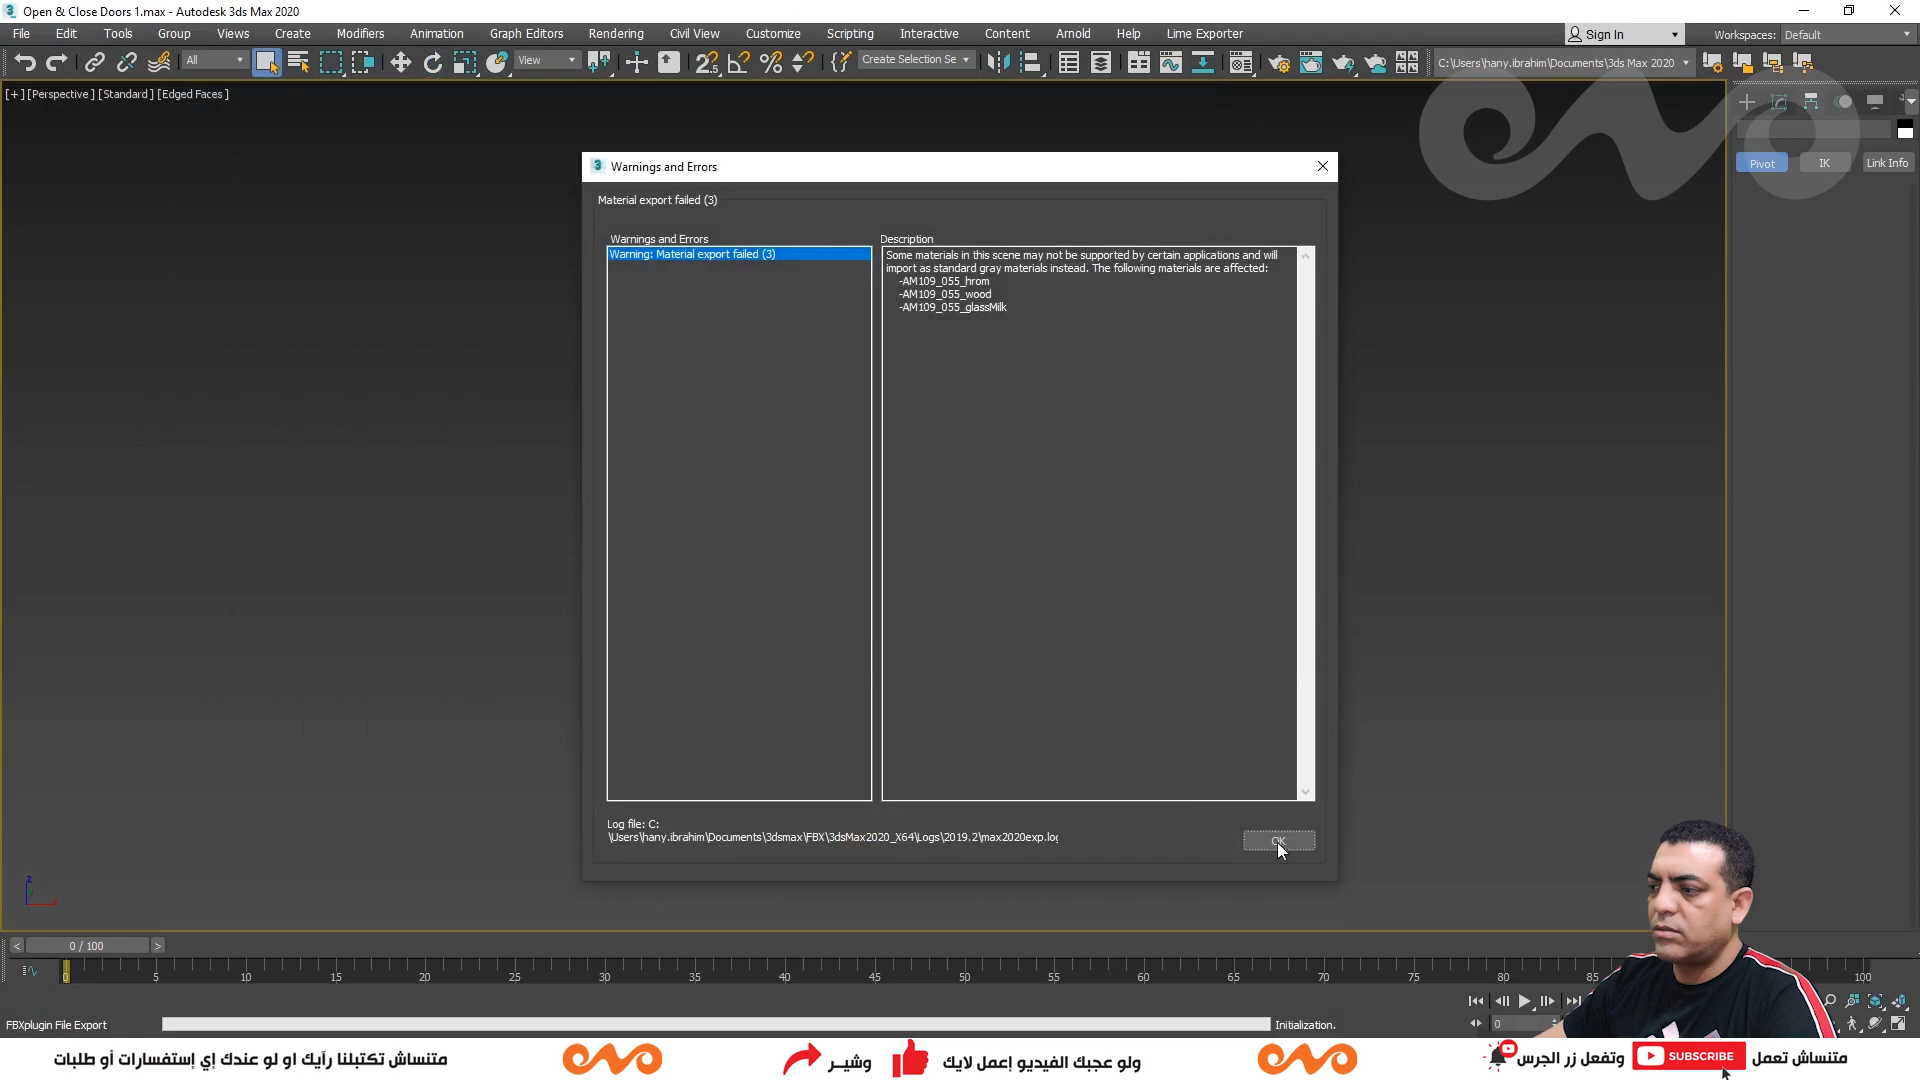 Open & Close Doors 1.max - Autodesk 3ds Max 2020
File Edit Tools Group Views Create Modifiers Animation Graph Editors Rendering Civil View Customize Scripting Interactive Content Arnold Help Lime Exporter Sign In Workspaces: Default
All View Create Selection Se C:\Users\hany.ibrahim\Documents\3ds Max 2020
[+] [Perspective] [Standard] [Edged Faces]
Pivot IK Link Info
Warnings and Errors
Material export failed (3)
Warnings and Errors Description
Warning: Material export failed (3)
Some materials in this scene may not be supported by certain applications and will
import as standard gray materials instead. The following materials are affected:
-AM109_055_hrom
-AM109_055_wood
-AM109_055_glassMilk
Log file: C:
\Users\hany.ibrahim\Documents\3dsmax\FBX\3dsMax2020_X64\Logs\2019.2\max2020exp.log
OK
z
y
x
< 0 / 100 >
0 5 10 15 20 25 30 35 40 45 50 55 60 65 70 75 80 85 100
0
FBXplugin File Export Initialization.
متنساش تعمل SUBSCRIBE وتفعل زر الجرس
ولو عجبك الفيديو إعمل لايك وشير
متنساش تكتبلنا رآيك او لو عندك إي إستفسارات أو طلبات